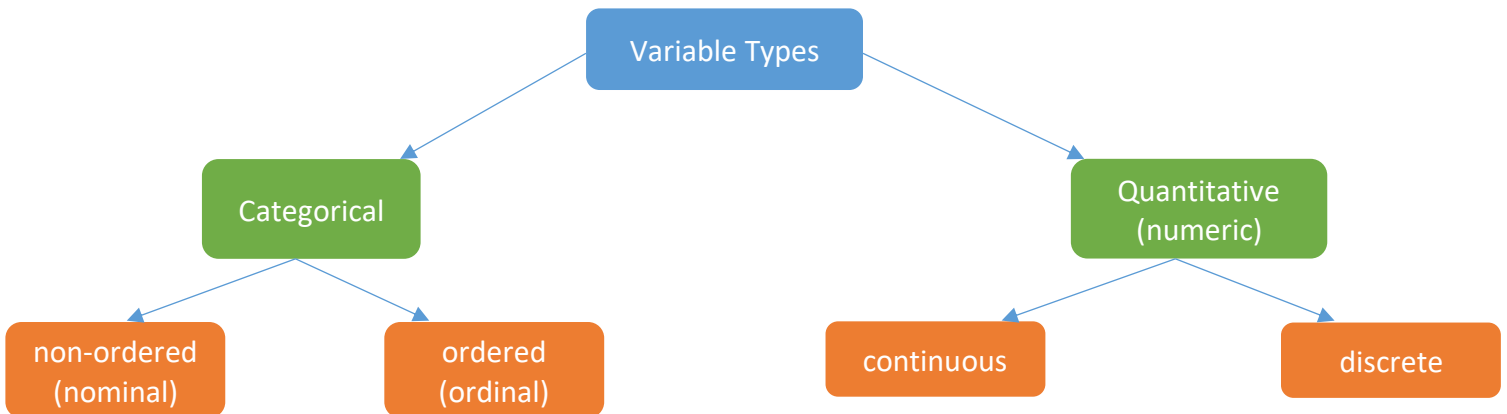 Variable Types
Categorical
Quantitative
(numeric)
non-ordered
(nominal)
ordered
(ordinal)
continuous
discrete